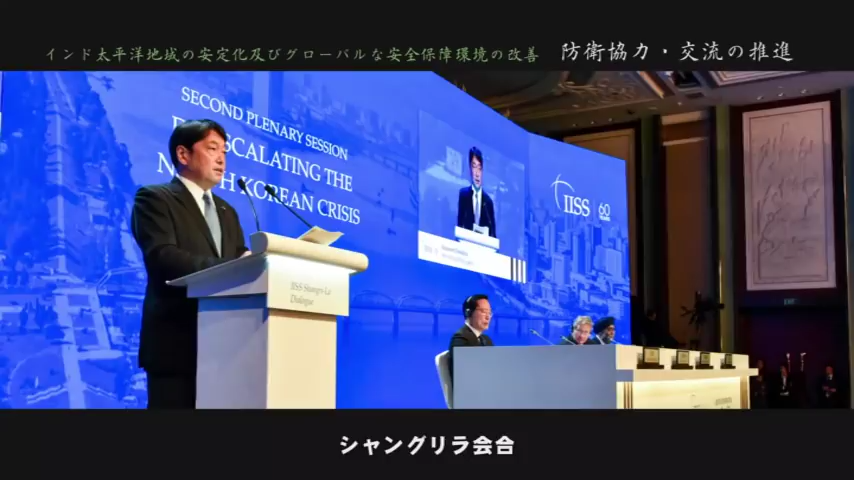 インド太平洋地域の安定化及びグローバルな安全保障環境の改善 防衛協力・交流の推進
SECOND PLENARY SESSION
SCALATING THE
KOREAN CRISIS
IISS 60
IISS Shangri-La
Dialogue
EXIT
シャングリラ会合